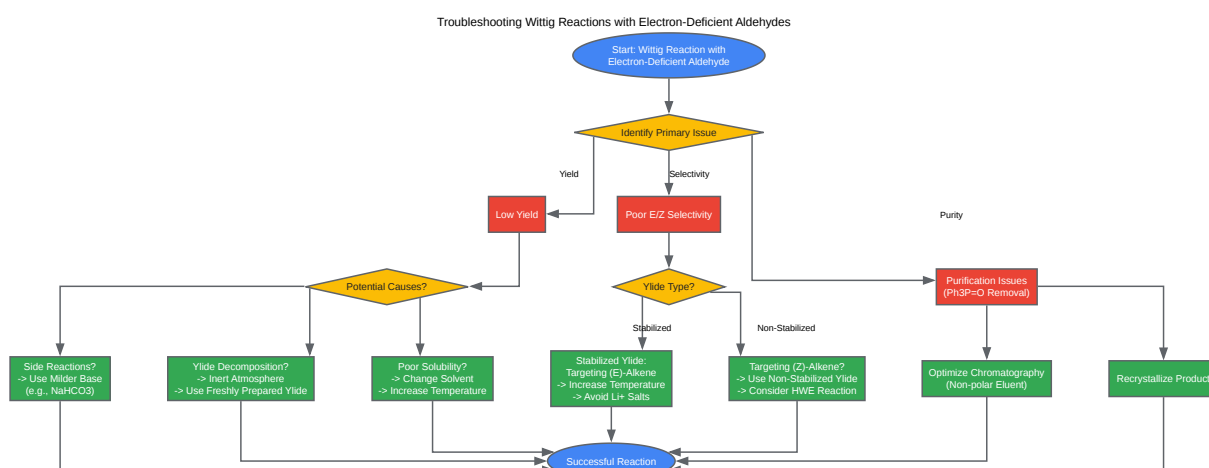 Troubleshooting Wittig Reactions with Electron-Deficient Aldehydes
Start: Wittig Reaction with
Electron-Deficient Aldehyde
Identify Primary Issue
Yield
Selectivity
Purity
Low Yield
Poor E/Z Selectivity
Purification Issues
(Ph3P=O Removal)
Potential Causes?
Ylide Type?
Stabilized
Non-Stabilized
Side Reactions?
-> Use Milder Base
(e.g., NaHCO3)
Ylide Decomposition?
-> Inert Atmosphere
-> Use Freshly Prepared Ylide
Poor Solubility?
-> Change Solvent
-> Increase Temperature
Stabilized Ylide:
Targeting (E)-Alkene
-> Increase Temperature
-> Avoid Li+ Salts
Targeting (Z)-Alkene?
-> Use Non-Stabilized Ylide
-> Consider HWE Reaction
Optimize Chromatography
(Non-polar Eluent)
Recrystallize Product
Successful Reaction